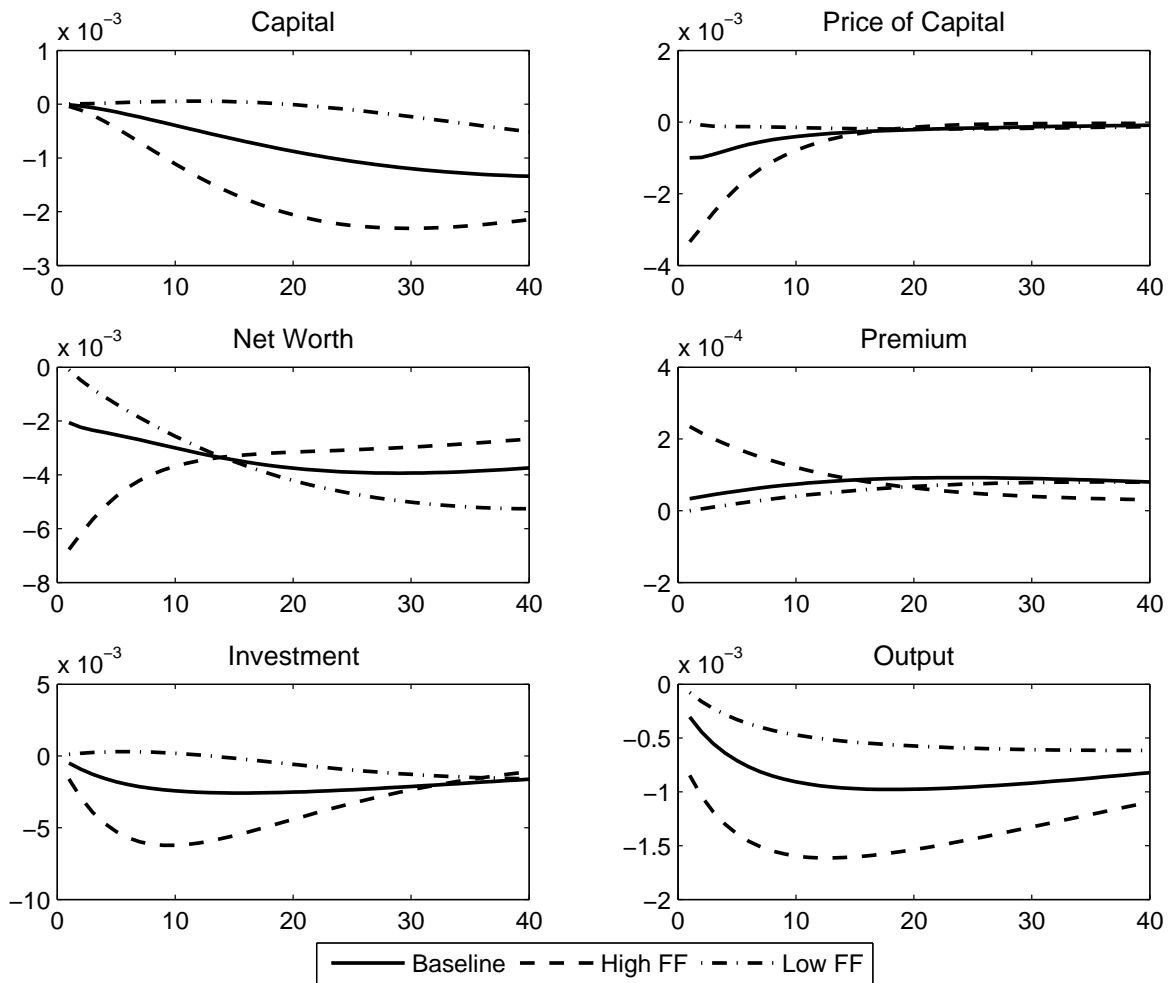 Capital
x 10−3
1
0
−1
−2
−3
0 10 20 30 40
Price of Capital
x 10−3
2
0
−2
−4
0 10 20 30 40
Net Worth
x 10−3
0
−2
−4
−6
−8
0 10 20 30 40
Premium
x 10−4
4
2
0
−2
0 10 20 30 40
Investment
x 10−3
5
0
−5
−10
0 10 20 30 40
Output
x 10−3
0
−0.5
−1
−1.5
−2
0 10 20 30 40
Baseline High FF Low FF